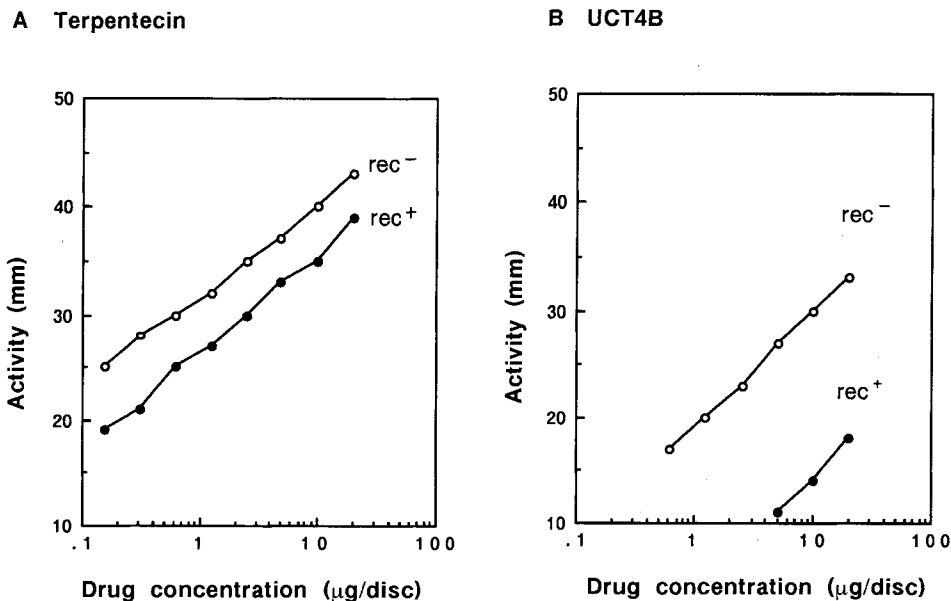 A Terpentecin
50
40
30
20
10
.1
1
10
100
rec⁻
rec⁺
Activity (mm)
Drug concentration (μg/disc)
B UCT4B
50
40
30
20
10
.1
1
10
100
rec⁻
rec⁺
Activity (mm)
Drug concentration (μg/disc)